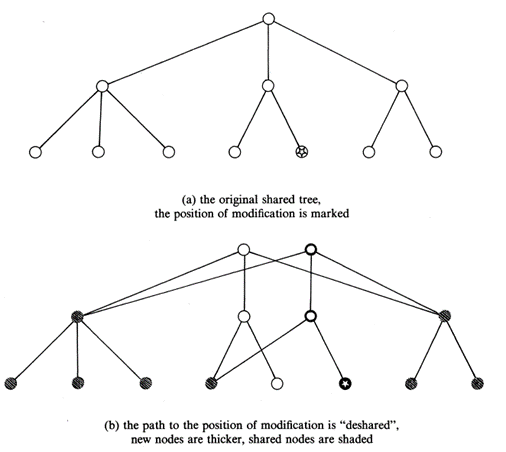 (a) the original shared tree,
the position of modification is marked
(b) the path to the position of modification is “deshared”,
new nodes are thicker, shared nodes are shaded